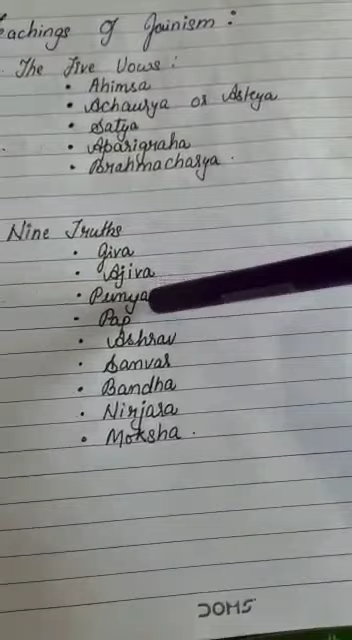 Teachings of Jainism:
The Five Vows:
• Ahimsa
• Achaurya or Asteya
• Satya
• Aparigraha
• Brahmacharya.
Nine Truths
• Jiva
• Ajiva
• Punya
• Pap
• Ashrav
• Sanvar
• Bandha
• Nirjara
• Moksha.
DOMS